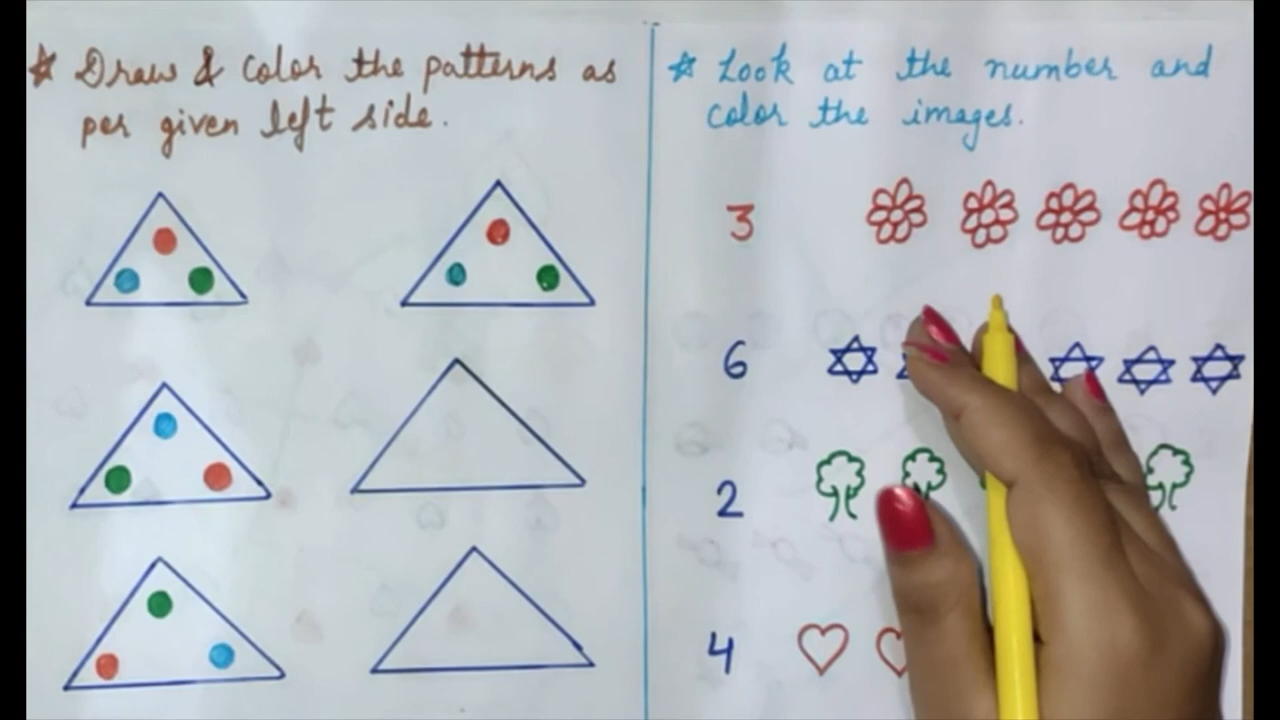 ☆ Draw & color the patterns as
per given left side.
☆ Look at the number and
color the images.
3
6
2
4